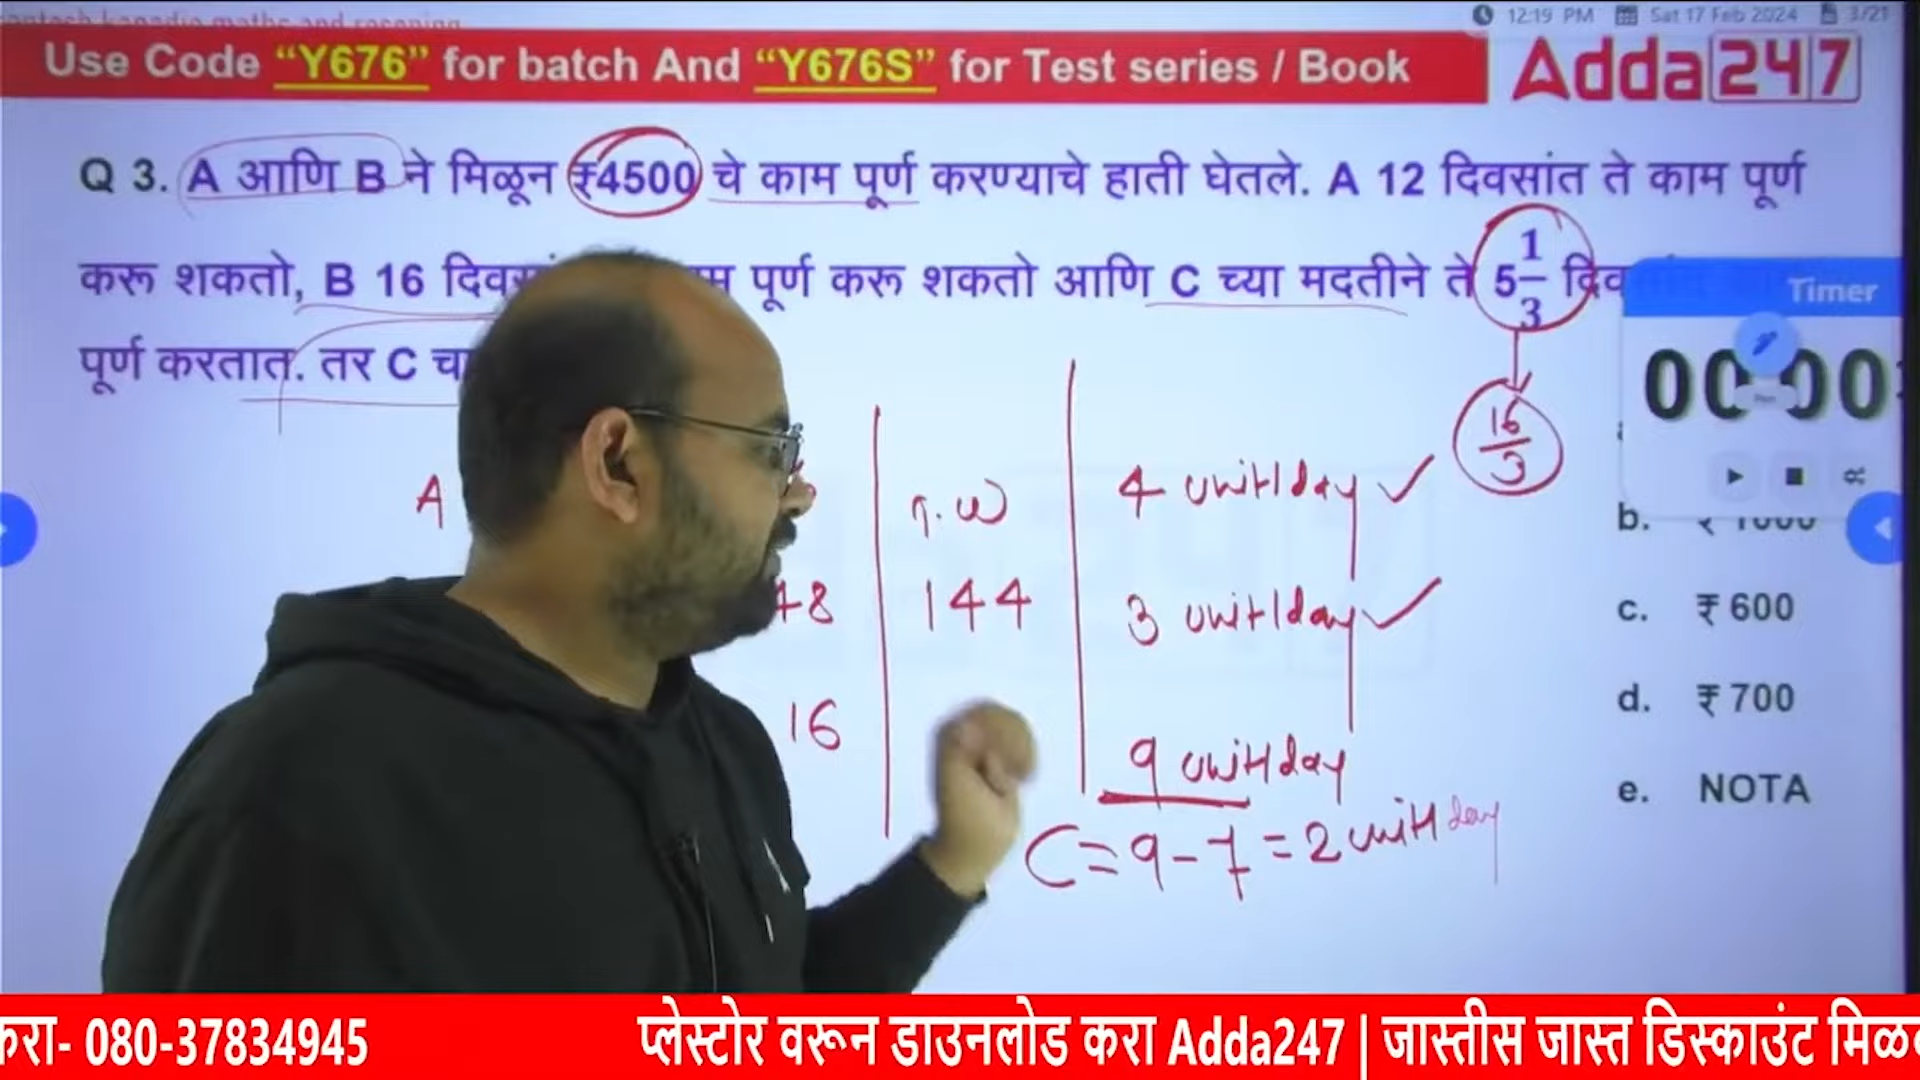 12:19 PM Sat 17 Feb 2024 3/21
Use Code “Y676” for batch And “Y676S” for Test series / Book
Adda247
Q 3. A आणि B ने मिळून ₹4500 चे काम पूर्ण करण्याचे हाती घेतले. A 12 दिवसांत ते काम पूर्ण
करू शकतो, B 16 पूर्ण करू शकतो आणि C च्या मदतीने ते 5 1/3
पूर्ण करतात. तर C
Timer
16/3
A
T.W
4 unit/day ✓
b. ₹ 1000
48
144
3 unit/day ✓
c. ₹ 600
16
9 unit/day
d. ₹ 700
C = 9 - 7 = 2 unit day
e. NOTA
करा- 080-37834945
प्लेस्टोर वरून डाउनलोड करा Adda247 | जास्तीस जास्त डिस्काउंट